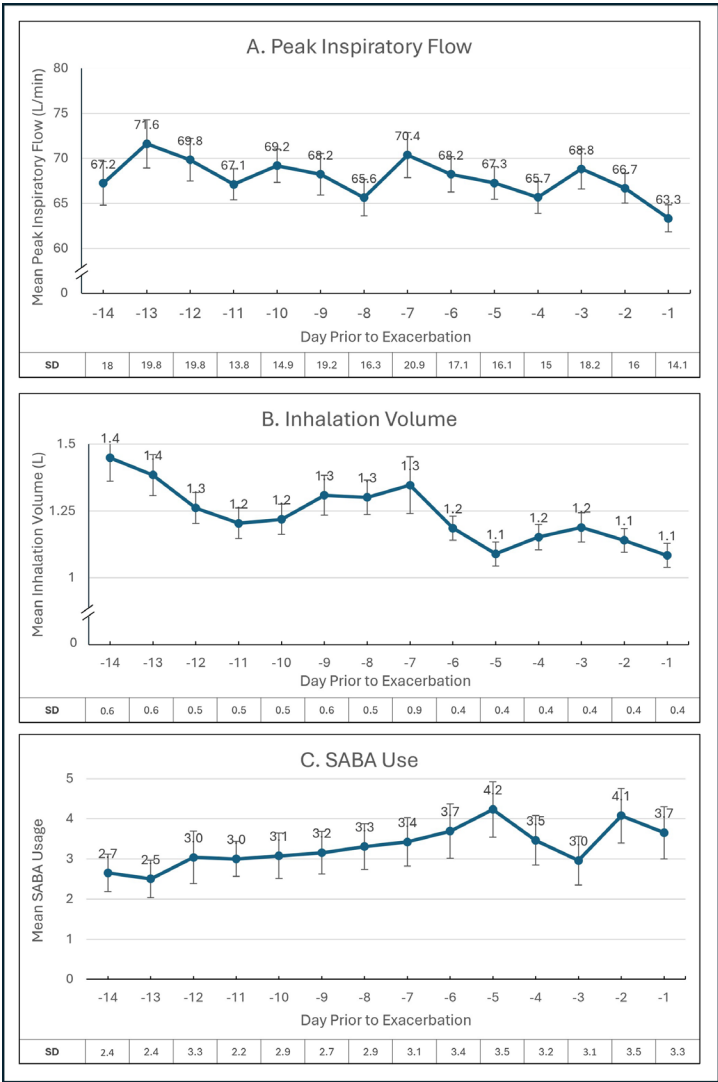 A. Peak Inspiratory Flow
Mean Peak Inspiratory Flow (L/min)
80
75
70
65
60
0
67.2 71.6 69.8 67.1 69.2 68.2 65.6 70.4 68.2 67.3 65.7 68.8 66.7 63.3
-14 -13 -12 -11 -10 -9 -8 -7 -6 -5 -4 -3 -2 -1
Day Prior to Exacerbation
SD 18 19.8 19.8 13.8 14.9 19.2 16.3 20.9 17.1 16.1 15 18.2 16 14.1
B. Inhalation Volume
Mean Inhalation Volume (L)
1.5
1.25
1
0
1.4 1.4 1.3 1.2 1.2 1.3 1.3 1.3 1.2 1.1 1.2 1.2 1.1 1.1
-14 -13 -12 -11 -10 -9 -8 -7 -6 -5 -4 -3 -2 -1
Day Prior to Exacerbation
SD 0.6 0.6 0.5 0.5 0.5 0.6 0.5 0.9 0.4 0.4 0.4 0.4 0.4 0.4
C. SABA Use
Mean SABA Usage
5
4
3
2
1
0
2.7 2.5 3.0 3.0 3.1 3.2 3.3 3.4 3.7 4.2 3.5 3.0 4.1 3.7
-14 -13 -12 -11 -10 -9 -8 -7 -6 -5 -4 -3 -2 -1
Day Prior to Exacerbation
SD 2.4 2.4 3.3 2.2 2.9 2.7 2.9 3.1 3.4 3.5 3.2 3.1 3.5 3.3